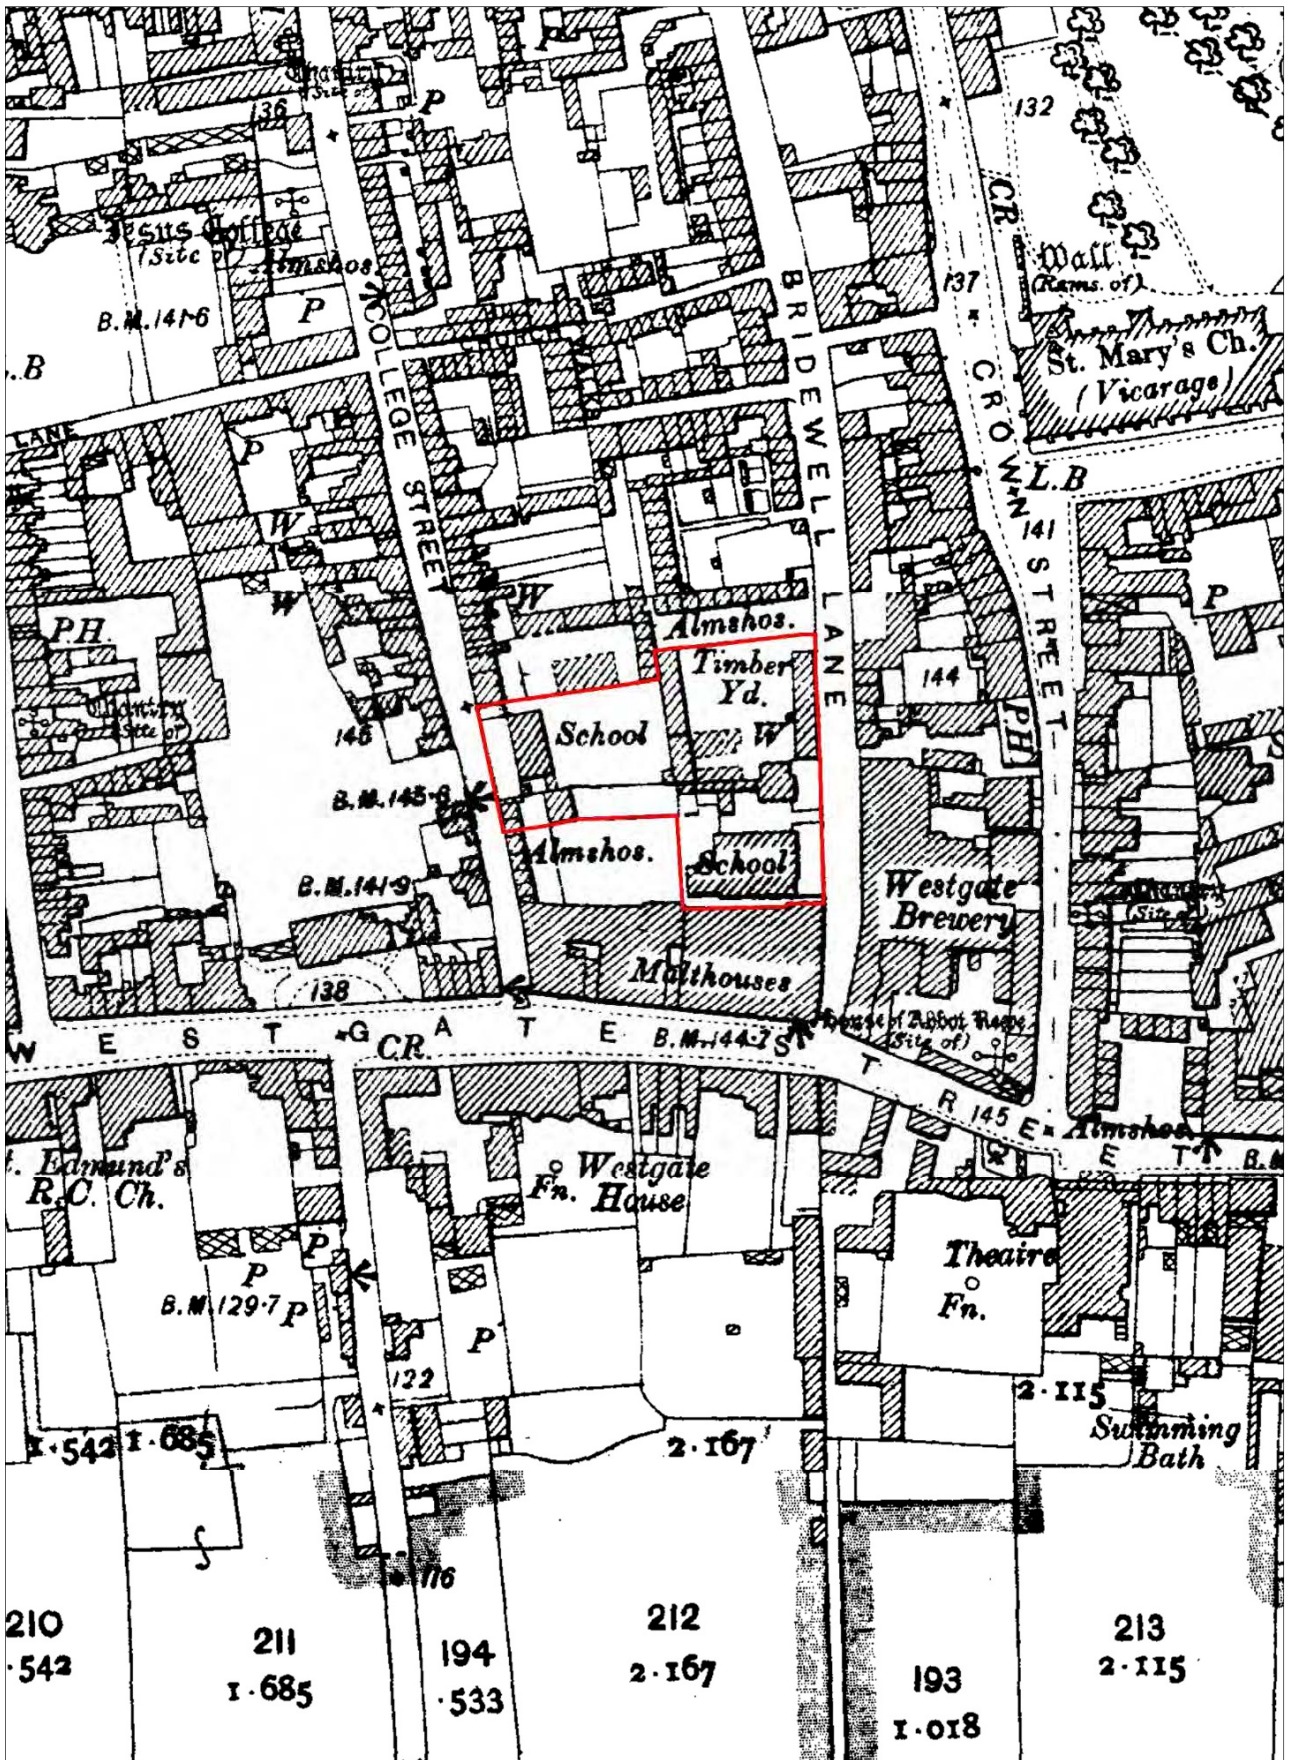 Chantry
(Site of)
P
P
136
132
CR
Jesus College
(Site of)
Almshos.
Wall
(Rems. of)
137
B.M.141·6
P
L.B
St. Mary's Ch.
(Vicarage)
LANE
COLLEGE STREET
BRIDEWELL LANE
CROWN STREET
P
L.B
141
W
W
W
P
P.H.
Almshos.
Timber
Yd.
W
144
P.H.
Chantry
(Site of)
146
School
B.M.145·8
Almshos.
School
B.M.141·9
Westgate
Brewery
Chantry
(Site of)
Malthouses
138
House of Abbot Reeve
(Site of)
WESTGATE STREET
C.R.
B.M.144·7
145
Almshos.
B.M
Edmund's
R.C. Ch.
Fn.
Westgate
House
P
P
B.M.129·7
P
P
Theatre
Fn.
122
2·115
1·542
1·685
2·167
Swimming
Bath
116
210
·542
211
1·685
194
·533
212
2·167
193
1·018
213
2·115